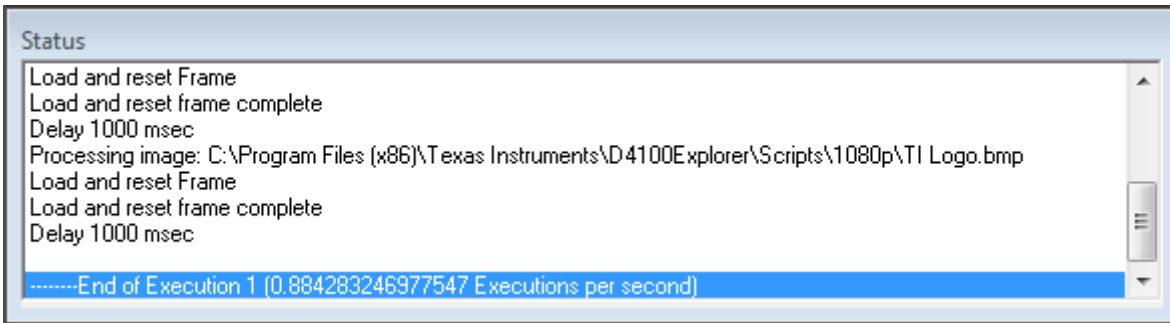 Status
Load and reset Frame
Load and reset frame complete
Delay 1000 msec
Processing image: C:\Program Files (x86)\Texas Instruments\D4100Explorer\Scripts\1080p\TI Logo.bmp
Load and reset Frame
Load and reset frame complete
Delay 1000 msec
--------End of Execution 1 (0.884283246977547 Executions per second)